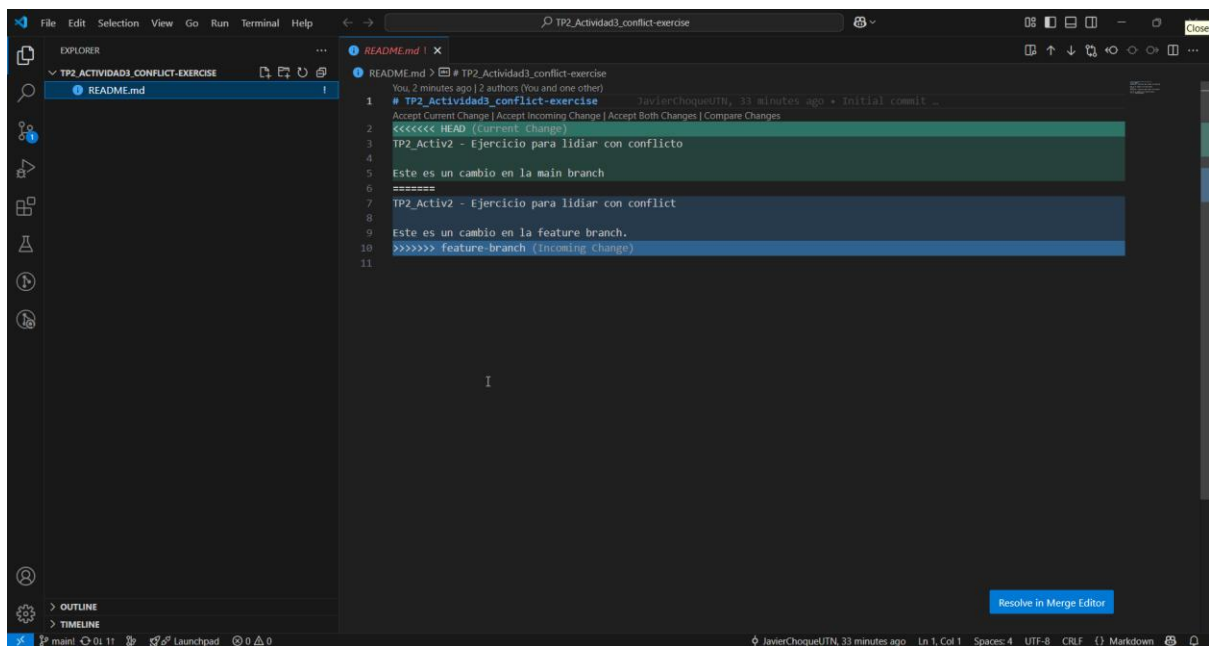 File Edit Selection View Go Run Terminal Help
TP2_Actividad3_conflict-exercise
Close
EXPLORER
TP2_ACTIVIDAD3_CONFLICT-EXERCISE
README.md !
README.md ! X
README.md > # TP2_Actividad3_conflict-exercise
You, 2 minutes ago | 2 authors (You and one other)
1 # TP2_Actividad3_conflict-exercise JavierChoqueUTN, 33 minutes ago • Initial commit …
Accept Current Change | Accept Incoming Change | Accept Both Changes | Compare Changes
2 <<<<<<< HEAD (Current Change)
3 TP2_Activ2 - Ejercicio para lidiar con conflicto
4
5 Este es un cambio en la main branch
6 =======
7 TP2_Activ2 - Ejercicio para lidiar con conflict
8
9 Este es un cambio en la feature branch.
10 >>>>>>> feature-branch (Incoming Change)
11
1
Resolve in Merge Editor
> OUTLINE
> TIMELINE
main! 0↓ 1↑ Launchpad 0 0 JavierChoqueUTN, 33 minutes ago Ln 1, Col 1 Spaces: 4 UTF-8 CRLF {} Markdown